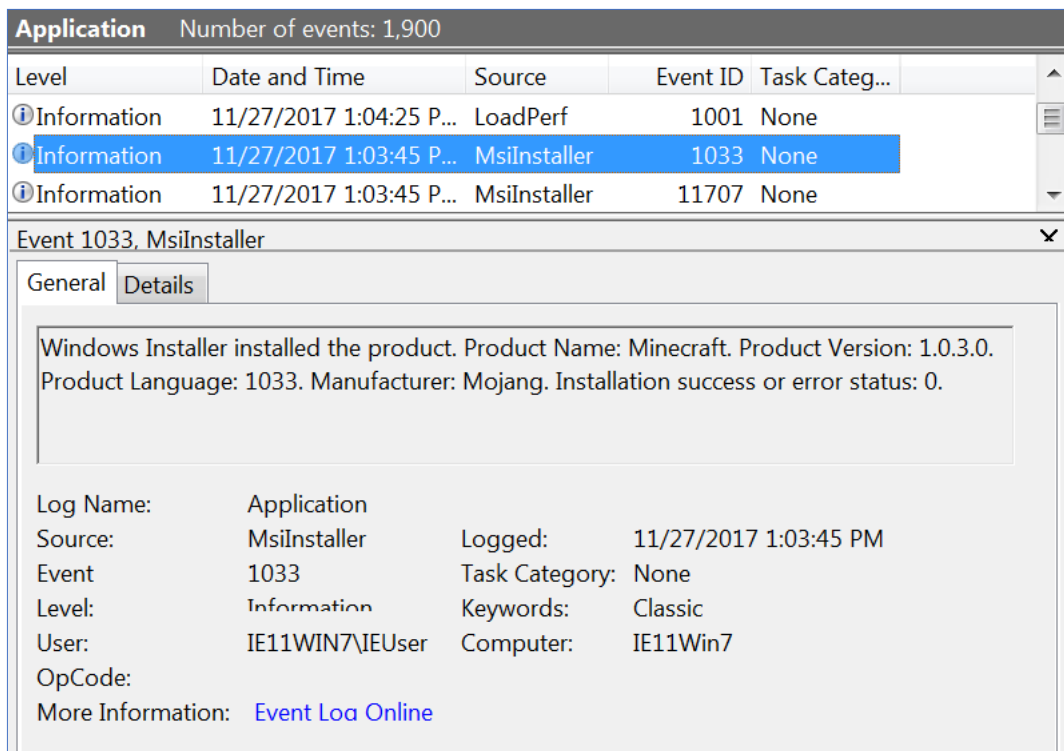 Application Number of events: 1,900
Level Date and Time Source Event ID Task Categ...
Information 11/27/2017 1:04:25 P... LoadPerf 1001 None
Information 11/27/2017 1:03:45 P... MsiInstaller 1033 None
Information 11/27/2017 1:03:45 P... MsiInstaller 11707 None
Event 1033, MsiInstaller
General Details
Windows Installer installed the product. Product Name: Minecraft. Product Version: 1.0.3.0.
Product Language: 1033. Manufacturer: Mojang. Installation success or error status: 0.
Log Name: Application
Source: MsiInstaller Logged: 11/27/2017 1:03:45 PM
Event 1033 Task Category: None
Level: Information Keywords: Classic
User: IE11WIN7\IEUser Computer: IE11Win7
OpCode:
More Information: Event Log Online